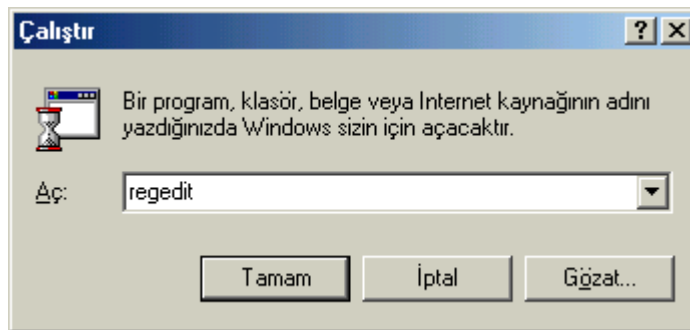 Çalıştır
Bir program, klasör, belge veya Internet kaynağının adını
yazdığınızda Windows sizin için açacaktır.
Aç: regedit
Tamam İptal Gözat...